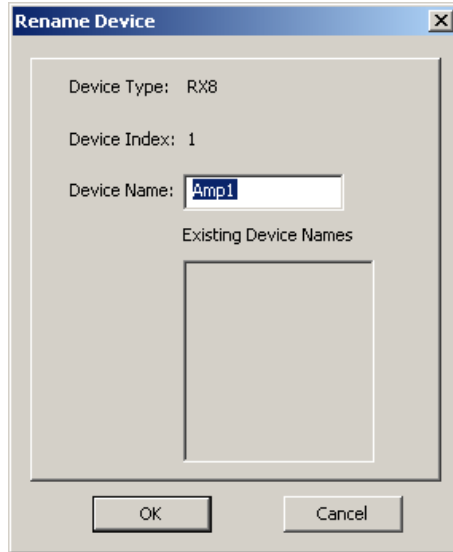 Rename Device
Device Type: RX8
Device Index: 1
Device Name: Amp1
Existing Device Names
OK Cancel